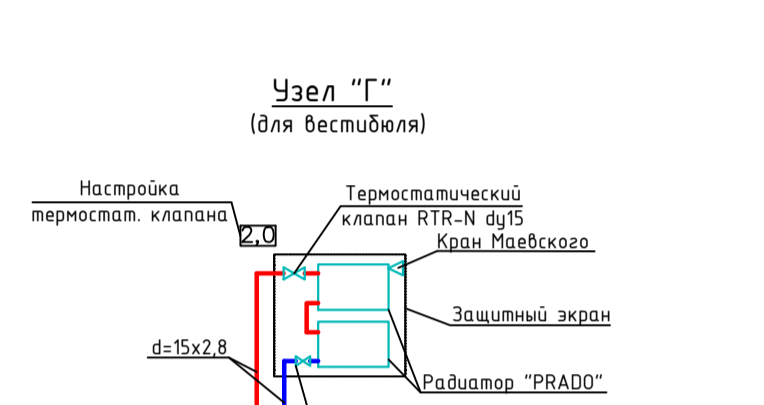 Узел "Г"
(для вестибюля)
Настройка
термостат. клапана
2,0
Термостатический
клапан RTR-N dy15
Кран Маевского
Защитный экран
d=15x2,8
Радиатор "PRADO"